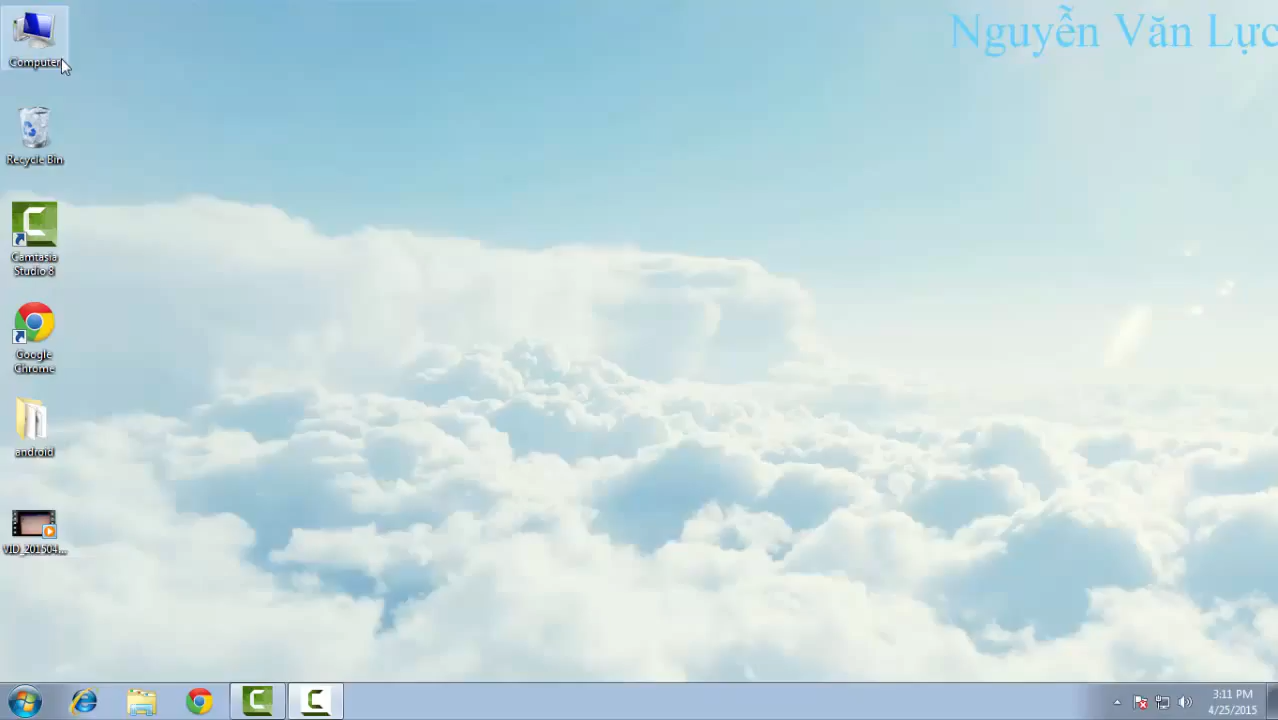 Nguyễn Văn Lực
Computer
Recycle Bin
Camtasia
Studio 8
Google
Chrome
android
VID_201504...
3:11 PM
4/25/2015